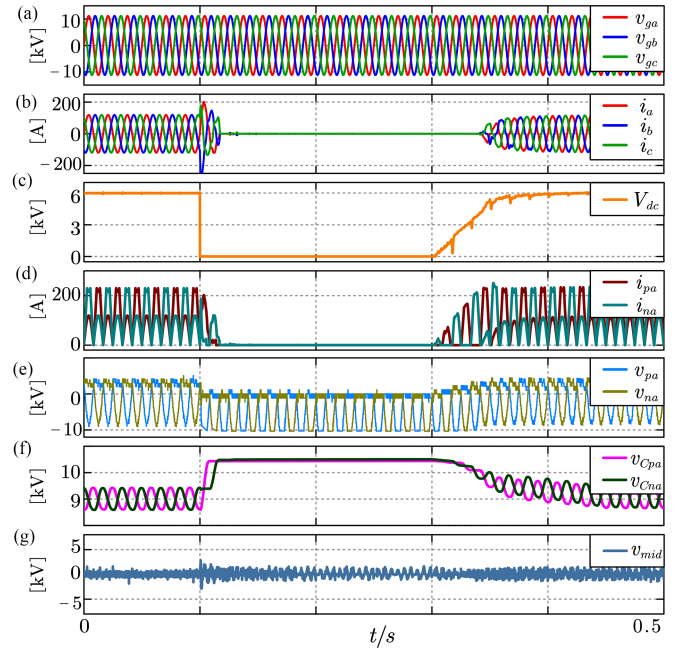 (a)
[kV]
10
0
−10
v_ga
v_gb
v_gc
(b)
[A]
200
0
−200
i_a
i_b
i_c
(c)
[kV]
6
3
0
V_dc
(d)
[A]
200
0
i_pa
i_na
(e)
[kV]
0
−10
v_pa
v_na
(f)
[kV]
10
9
v_Cpa
v_Cna
(g)
[kV]
5
0
−5
v_mid
0
t/s
0.5